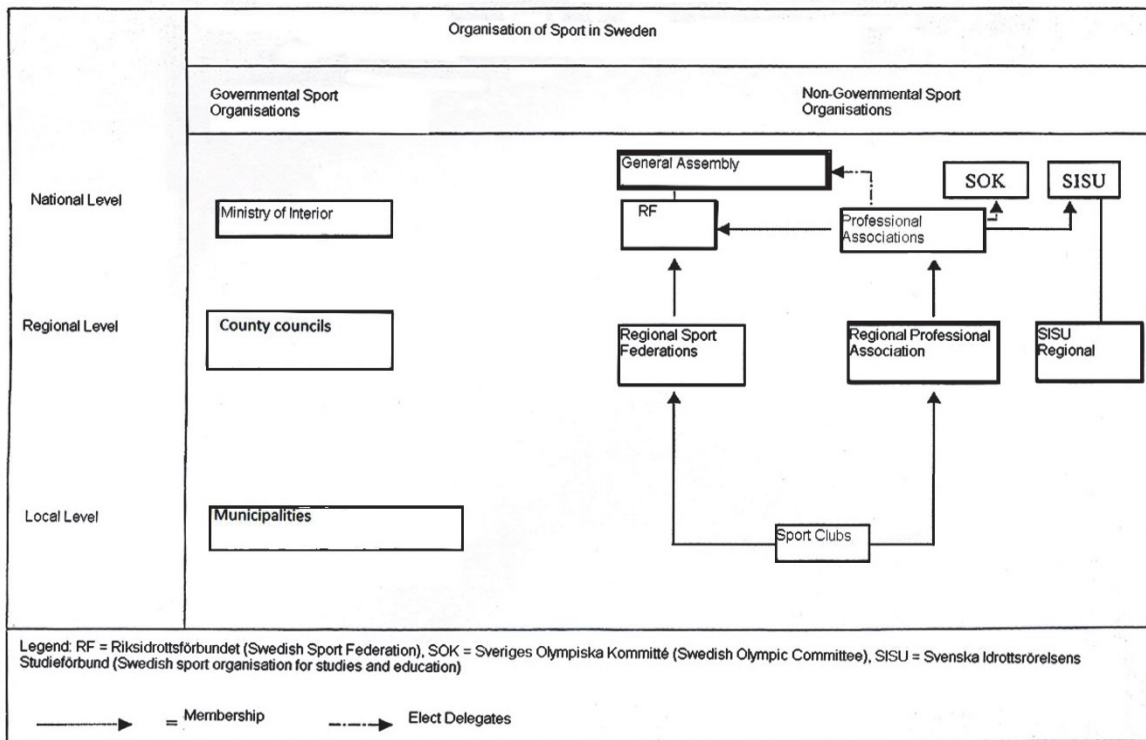 Organisation of Sport in Sweden
Governmental Sport
Organisations
Non-Governmental Sport
Organisations
National Level
Ministry of Interior
General Assembly
RF
Professional
Associations
SOK
SISU
Regional Level
County councils
Regional Sport
Federations
Regional Professional
Association
SISU
Regional
Local Level
Municipalities
Sport Clubs
Legend: RF = Riksidrottsförbundet (Swedish Sport Federation), SOK = Sveriges Olympiska Kommitté (Swedish Olympic Committee), SISU = Svenska Idrottsrörelsens
Studieförbund (Swedish sport organisation for studies and education)
= Membership
Elect Delegates